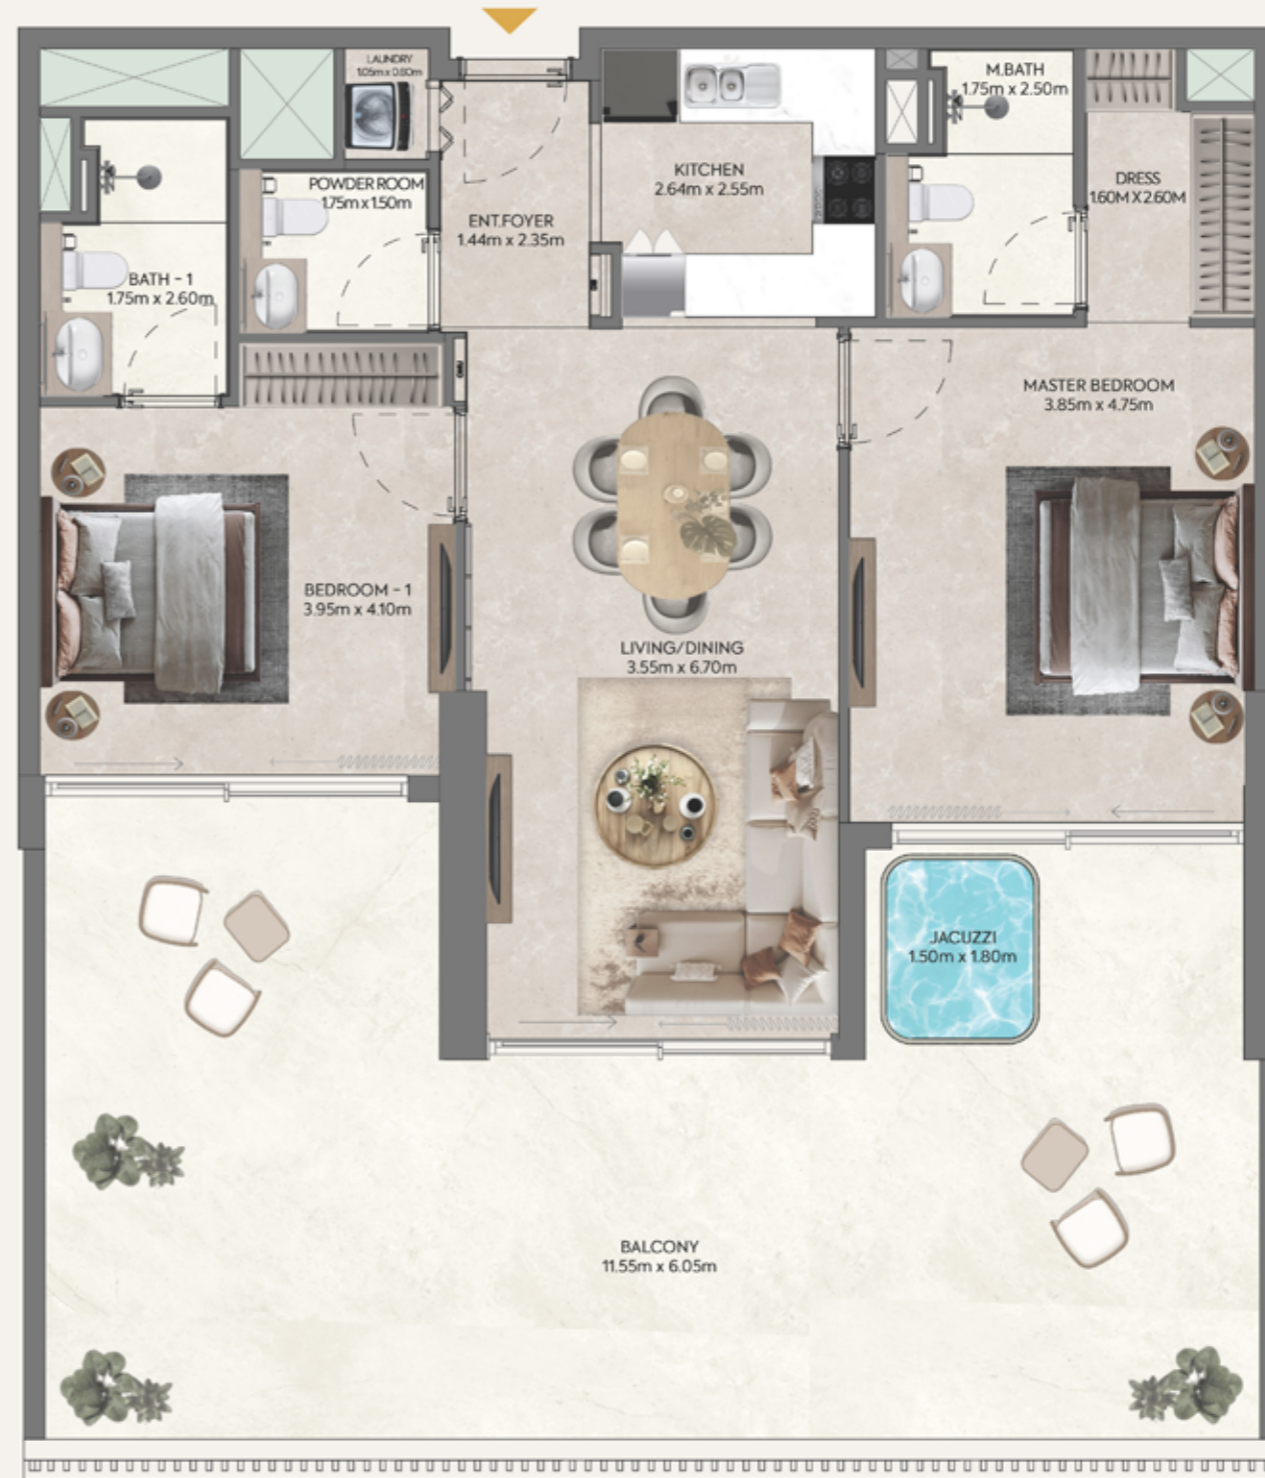 LAUNDRY
1.05m x 0.80m
M.BATH
1.75m x 2.50m
KITCHEN
2.64m x 2.55m
DRESS
1.60M X 2.60M
POWDER ROOM
1.75m x 1.50m
ENT.FOYER
1.44m x 2.35m
BATH - 1
1.75m x 2.60m
MASTER BEDROOM
3.85m x 4.75m
BEDROOM - 1
3.95m x 4.10m
LIVING/DINING
3.55m x 6.70m
JACUZZI
1.50m x 1.80m
BALCONY
11.55m x 6.05m